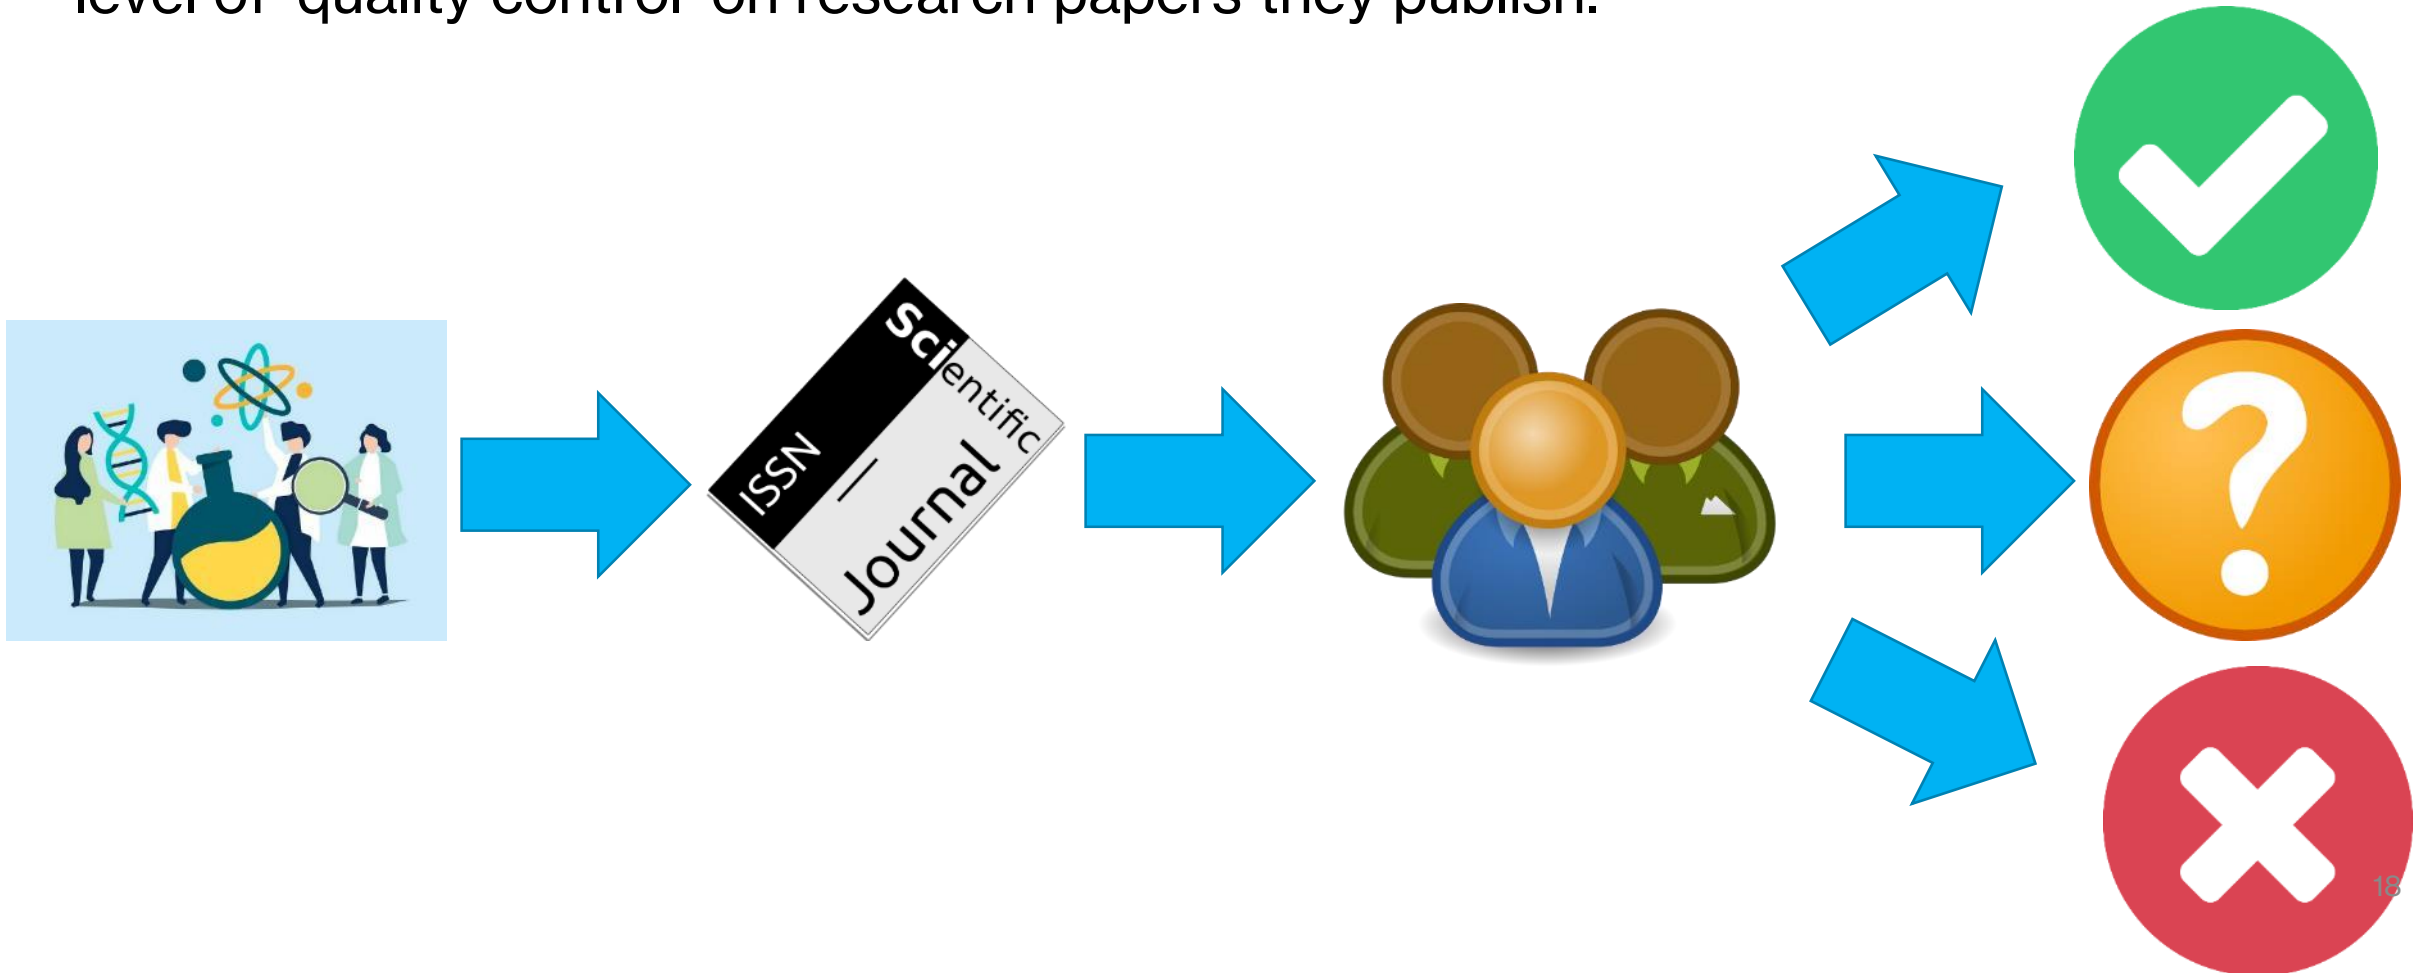 level of quality control on research papers they publish.
Scientific
Journal
ISSN
18